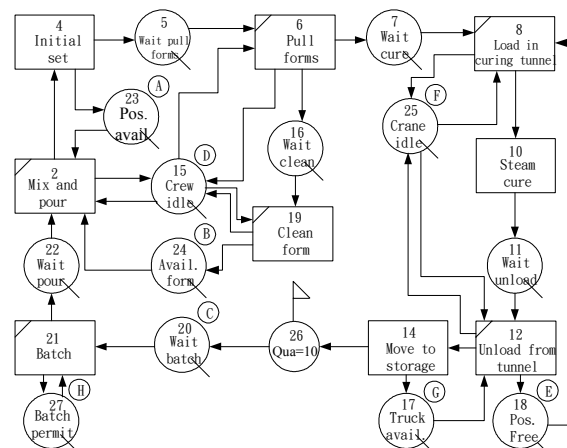 4
Initial
set
5
Wait pull
forms
6
Pull
forms
7
Wait
cure
8
Load in
curing tunnel
A
23
Pos.
avail
F
25
Crane
idle
16
Wait
clean
10
Steam
cure
2
Mix and
pour
D
15
Crew
idle
19
Clean
form
B
24
Avail.
form
22
Wait
pour
11
Wait
unload
C
20
Wait
batch
21
Batch
26
Qua=10
14
Move to
storage
12
Unload from
tunnel
H
27
Batch
permit
G
17
Truck
avail
E
18
Pos.
Free